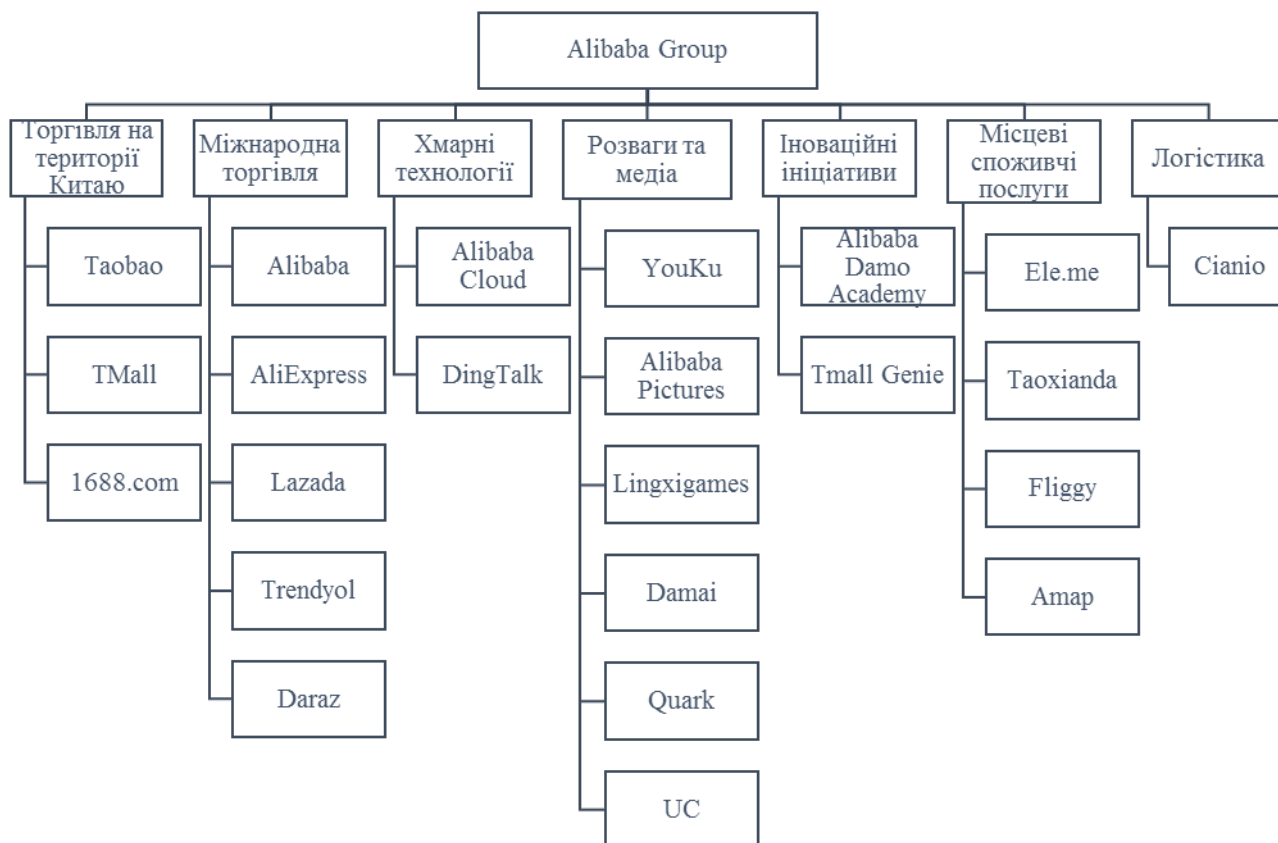 Alibaba Group
Торгівля на
території
Китаю
Taobao
TMall
1688.com
Міжнародна
торгівля
Alibaba
AliExpress
Lazada
Trendyol
Daraz
Хмарні
технології
Alibaba
Cloud
DingTalk
Розваги та
медіа
YouKu
Alibaba
Pictures
Lingxigames
Damai
Quark
UC
Іноваційні
ініціативи
Alibaba
Damo
Academy
Tmall Genie
Місцеві
споживчі
послуги
Ele.me
Taoxianda
Fliggy
Amap
Логістика
Cianio